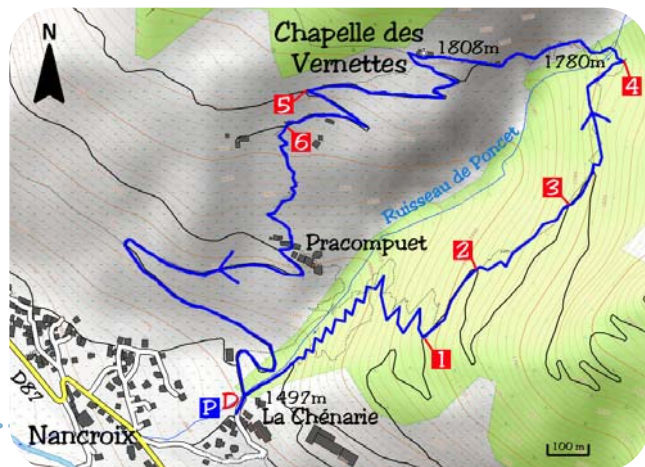 N
Chapelle des
Vernettes
1808m
1780m
4
5
6
Ruisseau de Poncet
3
Pracompuet
2
1
D87
P
D
1497m
La Chénarie
Nancroix
100 m